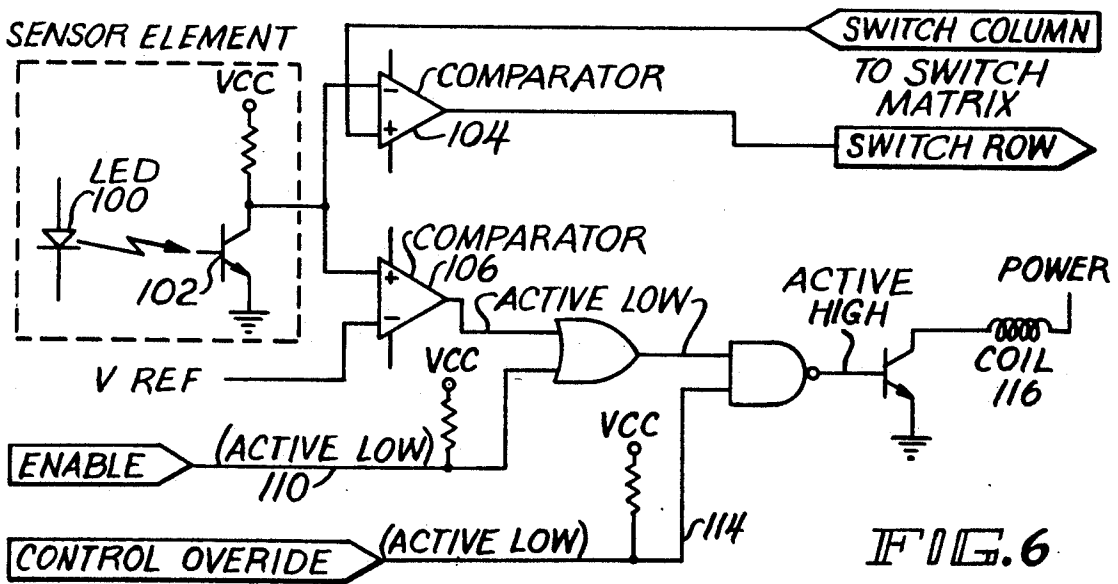 SENSOR ELEMENT
SWITCH COLUMN
VCC
COMPARATOR
TO SWITCH
MATRIX
104
SWITCH ROW
LED
100
COMPARATOR
106
102
ACTIVE LOW
ACTIVE
HIGH
POWER
V REF
VCC
COIL
116
VCC
(ACTIVE LOW)
ENABLE
110
114
(ACTIVE LOW)
CONTROL OVERIDE
FIG.6
- + + -